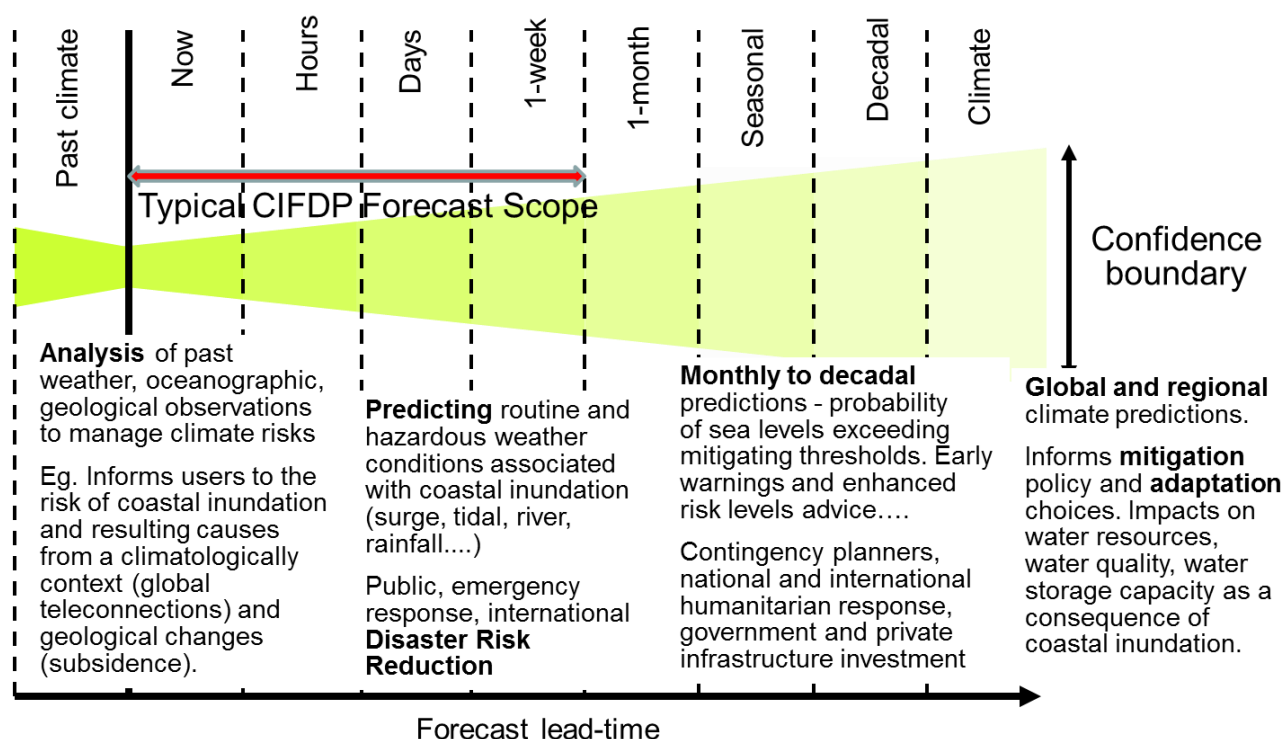 Past climate
Now
Hours
Days
1-week
1-month
Seasonal
Decadal
Climate
Typical CIFDP Forecast Scope
Confidence
boundary
Analysis of past
weather, oceanographic,
geological observations
to manage climate risks
Eg. Informs users to the
risk of coastal inundation
and resulting causes
from a climatologically
context (global
teleconnections) and
geological changes
(subsidence).
Predicting routine and
hazardous weather
conditions associated
with coastal inundation
(surge, tidal, river,
rainfall....)
Public, emergency
response, international
Disaster Risk
Reduction
Monthly to decadal
predictions - probability
of sea levels exceeding
mitigating thresholds. Early
warnings and enhanced
risk levels advice….
Contingency planners,
national and international
humanitarian response,
government and private
infrastructure investment
Global and regional
climate predictions.
Informs mitigation
policy and adaptation
choices. Impacts on
water resources,
water quality, water
storage capacity as a
consequence of
coastal inundation.
Forecast lead-time